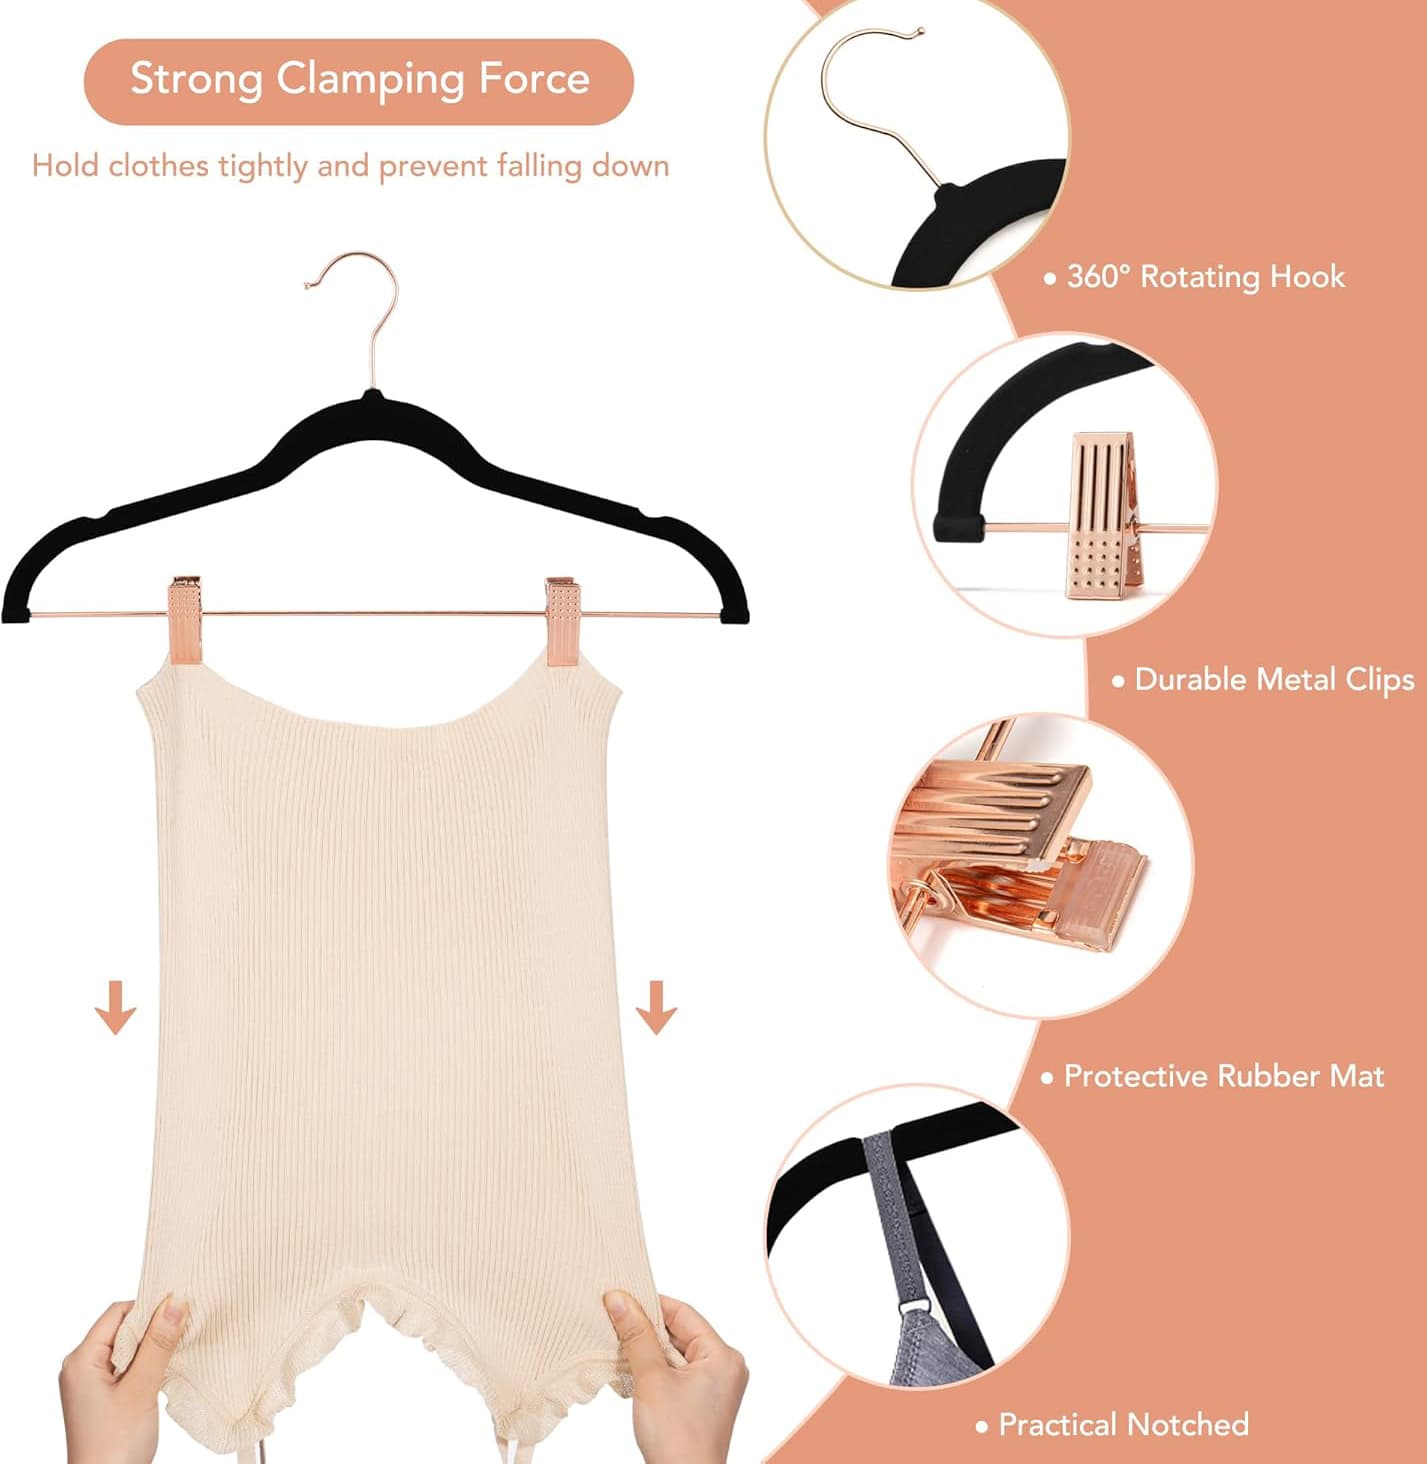 Strong Clamping Force
Hold clothes tightly and prevent falling down
• 360° Rotating Hook
• Durable Metal Clips
• Protective Rubber Mat
• Practical Notched